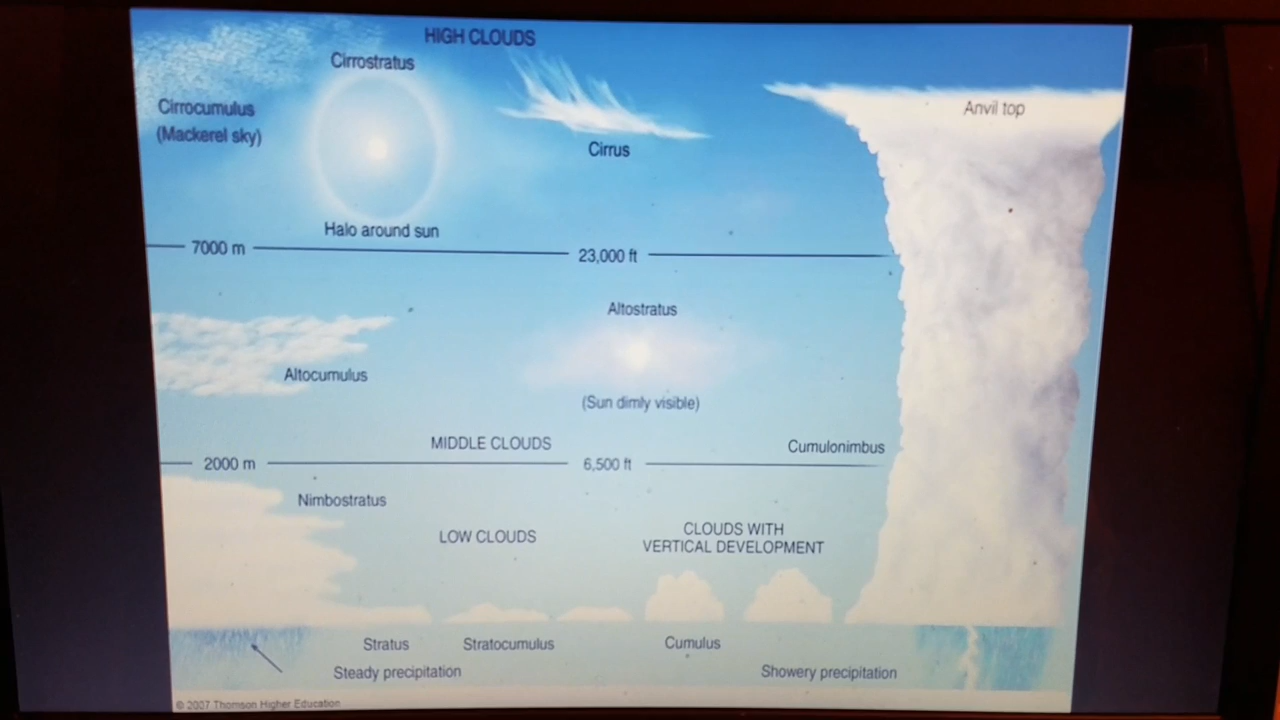 HIGH CLOUDS
Cirrostratus
Cirrocumulus
(Mackerel sky)
Anvil top
Cirrus
Halo around sun
7000 m
23,000 ft
Altostratus
Altocumulus
(Sun dimly visible)
MIDDLE CLOUDS
Cumulonimbus
2000 m
6,500 ft
Nimbostratus
LOW CLOUDS
CLOUDS WITH
VERTICAL DEVELOPMENT
Stratus
Stratocumulus
Cumulus
Steady precipitation
Showery precipitation
© 2007 Thomson Higher Education